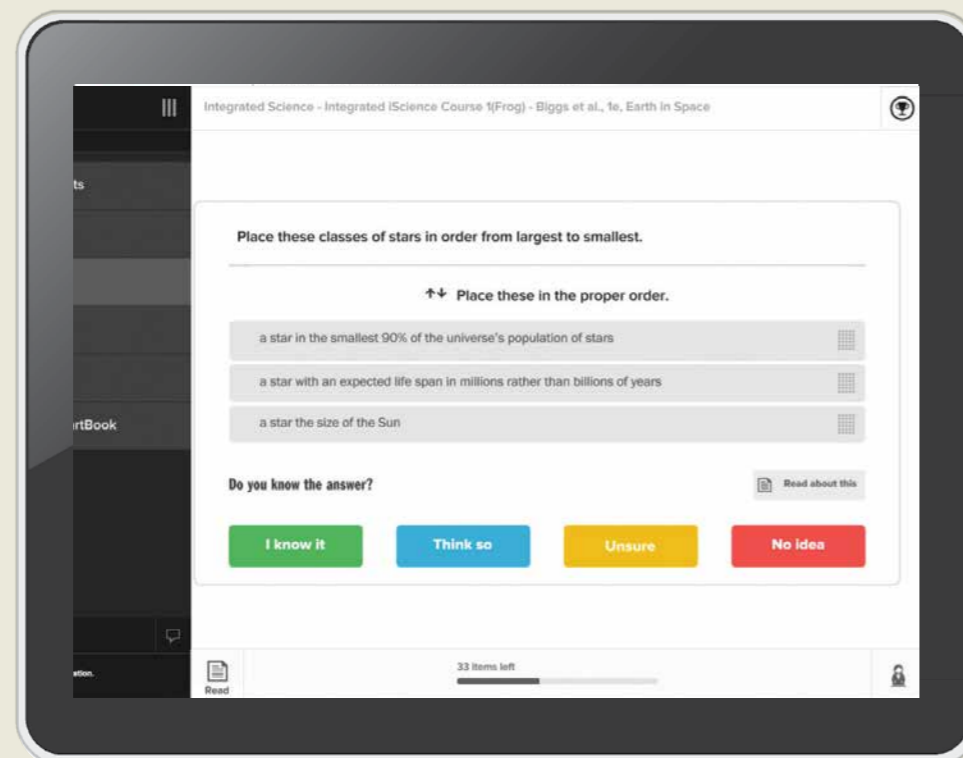 Integrated Science - Integrated iScience Course 1(Frog) - Biggs et al., 1e, Earth in Space
ts
Place these classes of stars in order from largest to smallest.
Place these in the proper order.
a star in the smallest 90% of the universe's population of stars
a star with an expected life span in millions rather than billions of years
a star the size of the Sun
rtBook
Do you know the answer?
Read about this
I know it
Think so
Unsure
No idea
ation.
Read
33 items left